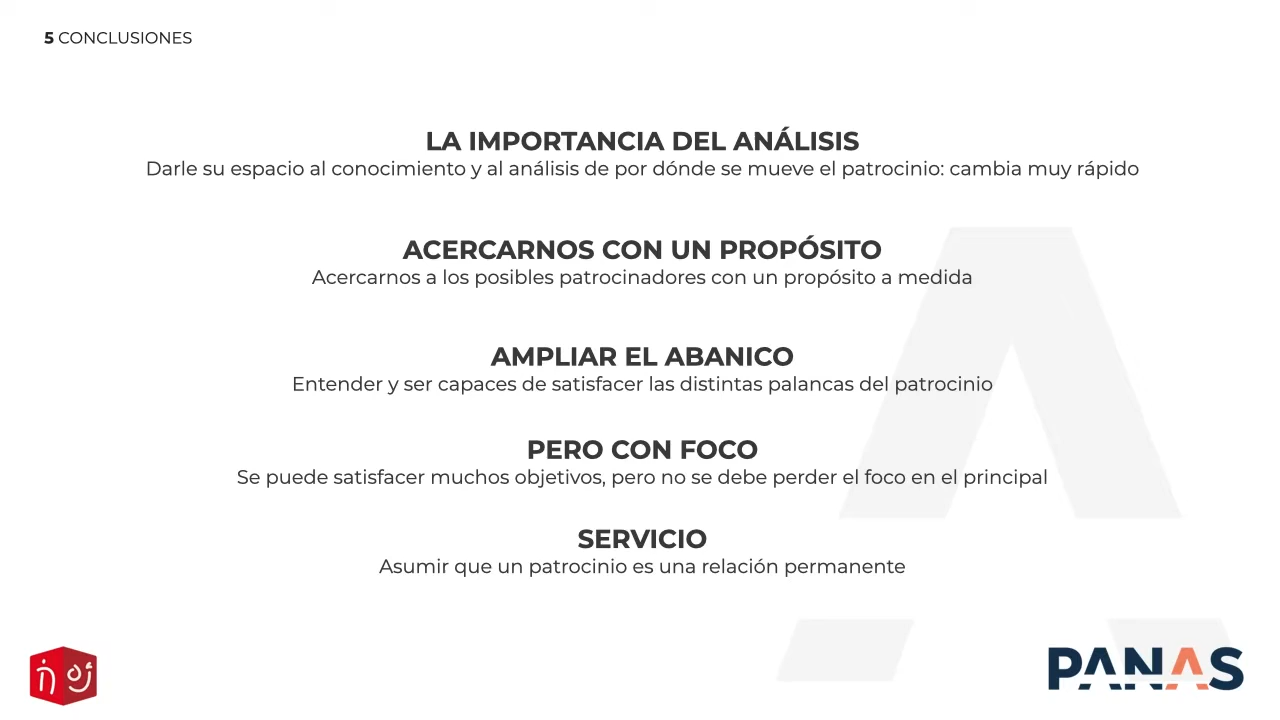 5 CONCLUSIONES
LA IMPORTANCIA DEL ANÁLISIS
Darle su espacio al conocimiento y al análisis de por dónde se mueve el patrocinio: cambia muy rápido
ACERCARNOS CON UN PROPÓSITO
Acercarnos a los posibles patrocinadores con un propósito a medida
AMPLIAR EL ABANICO
Entender y ser capaces de satisfacer las distintas palancas del patrocinio
PERO CON FOCO
Se puede satisfacer muchos objetivos, pero no se debe perder el foco en el principal
SERVICIO
Asumir que un patrocinio es una relación permanente
PANAS